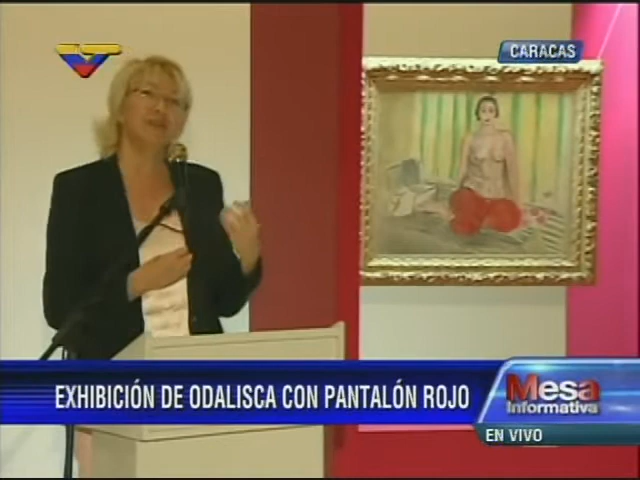 CARACAS
EXHIBICIÓN DE ODALISCA CON PANTALÓN ROJO
Mesa
Informativa
EN VIVO